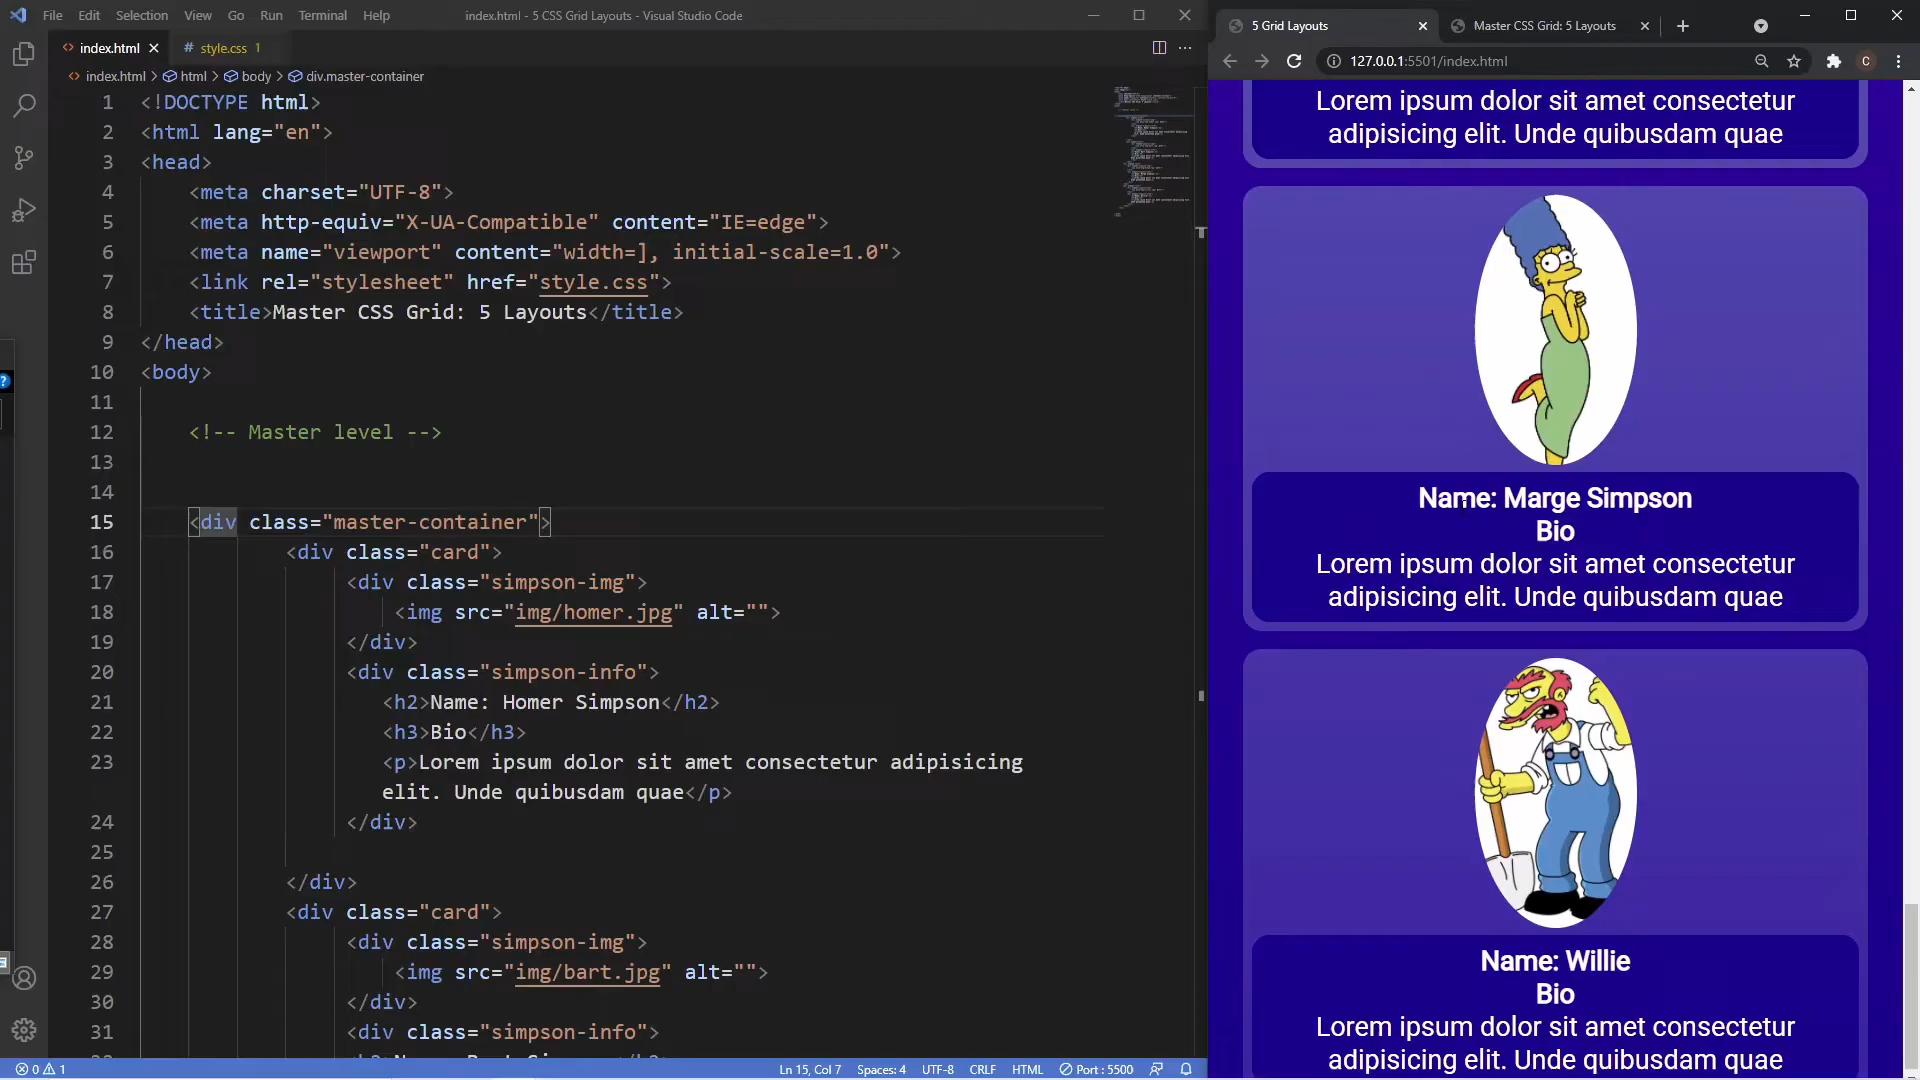 File Edit Selection View Go Run Terminal Help
index.html - 5 CSS Grid Layouts - Visual Studio Code
index.html
style.css 1
index.html > html > body > div.master-container
1 <!DOCTYPE html>
2 <html lang="en">
3 <head>
4 <meta charset="UTF-8">
5 <meta http-equiv="X-UA-Compatible" content="IE=edge">
6 <meta name="viewport" content="width=], initial-scale=1.0">
7 <link rel="stylesheet" href="style.css">
8 <title>Master CSS Grid: 5 Layouts</title>
9 </head>
10 <body>
11
12 <!-- Master level -->
13
14
15 <div class="master-container">
16 <div class="card">
17 <div class="simpson-img">
18 <img src="img/homer.jpg" alt="">
19 </div>
20 <div class="simpson-info">
21 <h2>Name: Homer Simpson</h2>
22 <h3>Bio</h3>
23 <p>Lorem ipsum dolor sit amet consectetur adipisicing
elit. Unde quibusdam quae</p>
24 </div>
25
26 </div>
27 <div class="card">
28 <div class="simpson-img">
29 <img src="img/bart.jpg" alt="">
30 </div>
31 <div class="simpson-info">
0 1
Ln 15, Col 7 Spaces: 4 UTF-8 CRLF HTML Port : 5500
5 Grid Layouts
Master CSS Grid: 5 Layouts
127.0.0.1:5501/index.html
C
Lorem ipsum dolor sit amet consectetur
adipisicing elit. Unde quibusdam quae
Name: Marge Simpson
Bio
Lorem ipsum dolor sit amet consectetur
adipisicing elit. Unde quibusdam quae
Name: Willie
Bio
Lorem ipsum dolor sit amet consectetur
adipisicing elit. Unde quibusdam quae